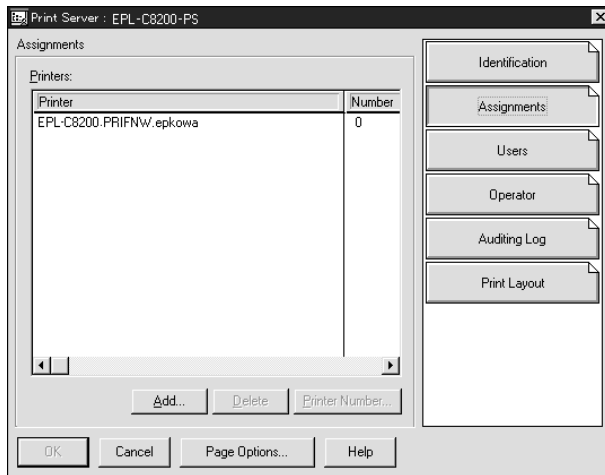 Print Server : EPL-C8200-PS
Assignments
Printers:
Printer Number
EPL-C8200.PRIFNW.epkowa 0
Add... Delete Printer Number...
OK Cancel Page Options... Help
Identification
Assignments
Users
Operator
Auditing Log
Print Layout